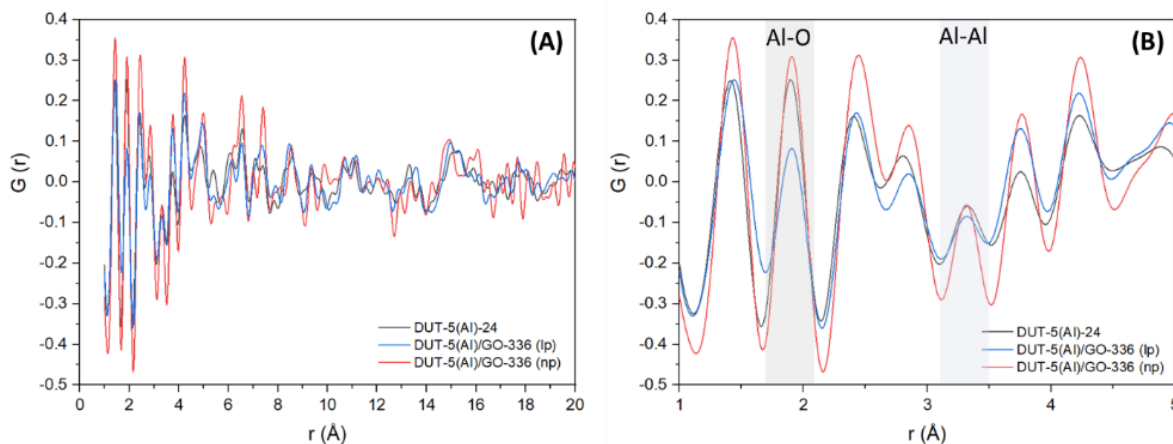 (A)
G (r)
0.4
0.3
0.2
0.1
0.0
-0.1
-0.2
-0.3
-0.4
-0.5
DUT-5(Al)-24
DUT-5(Al)/GO-336 (lp)
DUT-5(Al)/GO-336 (np)
0 2 4 6 8 10 12 14 16 18 20
r (Å)
Al-O Al-Al (B)
G (r)
0.4
0.3
0.2
0.1
0.0
-0.1
-0.2
-0.3
-0.4
-0.5
DUT-5(Al)-24
DUT-5(Al)/GO-336 (lp)
DUT-5(Al)/GO-336 (np)
1 2 3 4 5
r (Å)